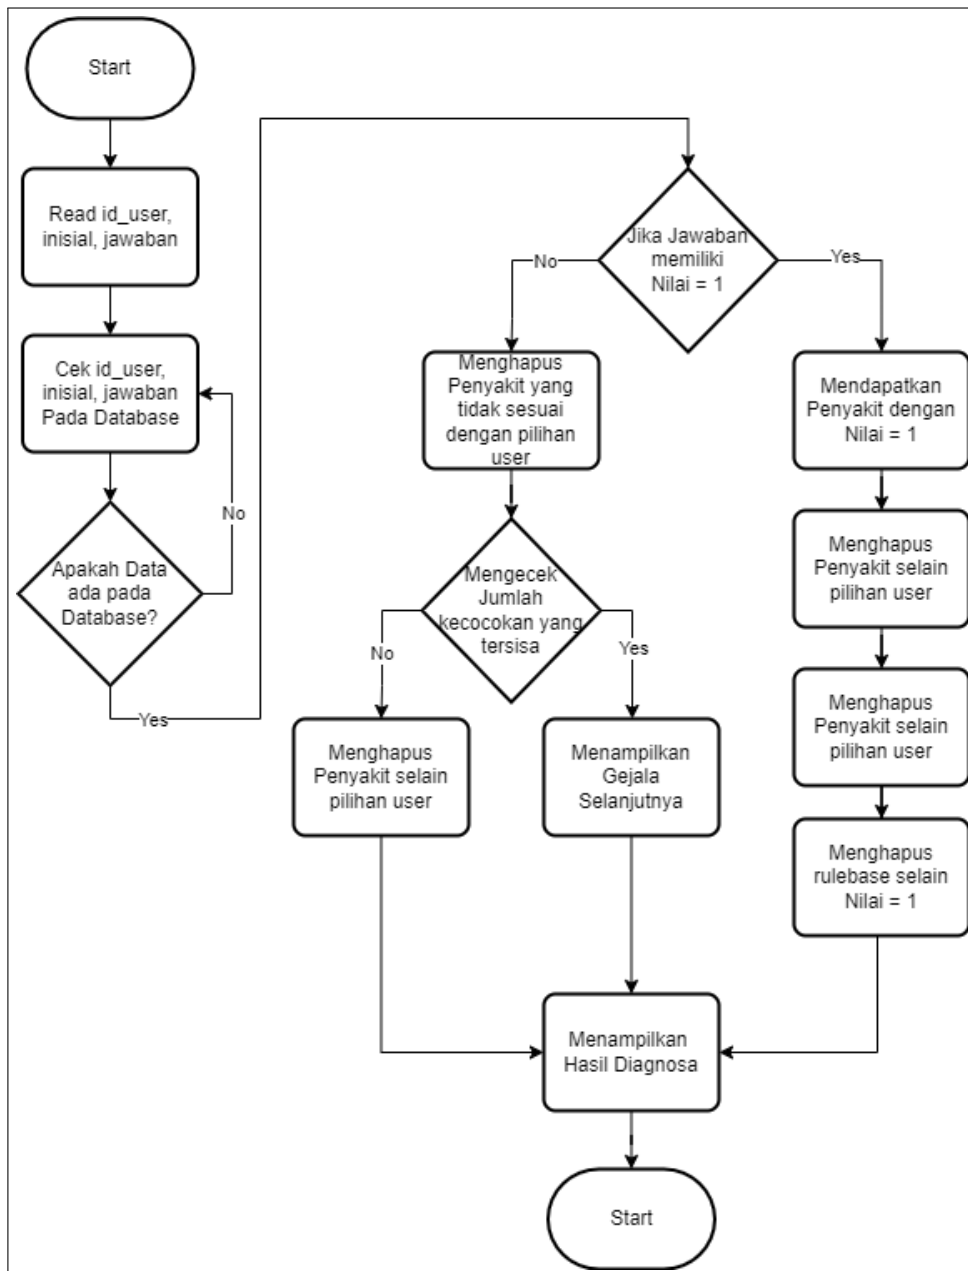 Start
Read id_user,
inisial, jawaban
Cek id_user,
inisial, jawaban
Pada Database
No
Apakah Data
ada pada
Database?
Yes
Jika Jawaban
memiliki
Nilai = 1
No
Yes
Menghapus
Penyakit yang
tidak sesuai
dengan pilihan
user
Mengecek
Jumlah
kecocokan yang
tersisa
No
Yes
Menghapus
Penyakit selain
pilihan user
Menampilkan
Gejala
Selanjutnya
Mendapatkan
Penyakit dengan
Nilai = 1
Menghapus
Penyakit selain
pilihan user
Menghapus
Penyakit selain
pilihan user
Menghapus
rulebase selain
Nilai = 1
Menampilkan
Hasil Diagnosa
Start